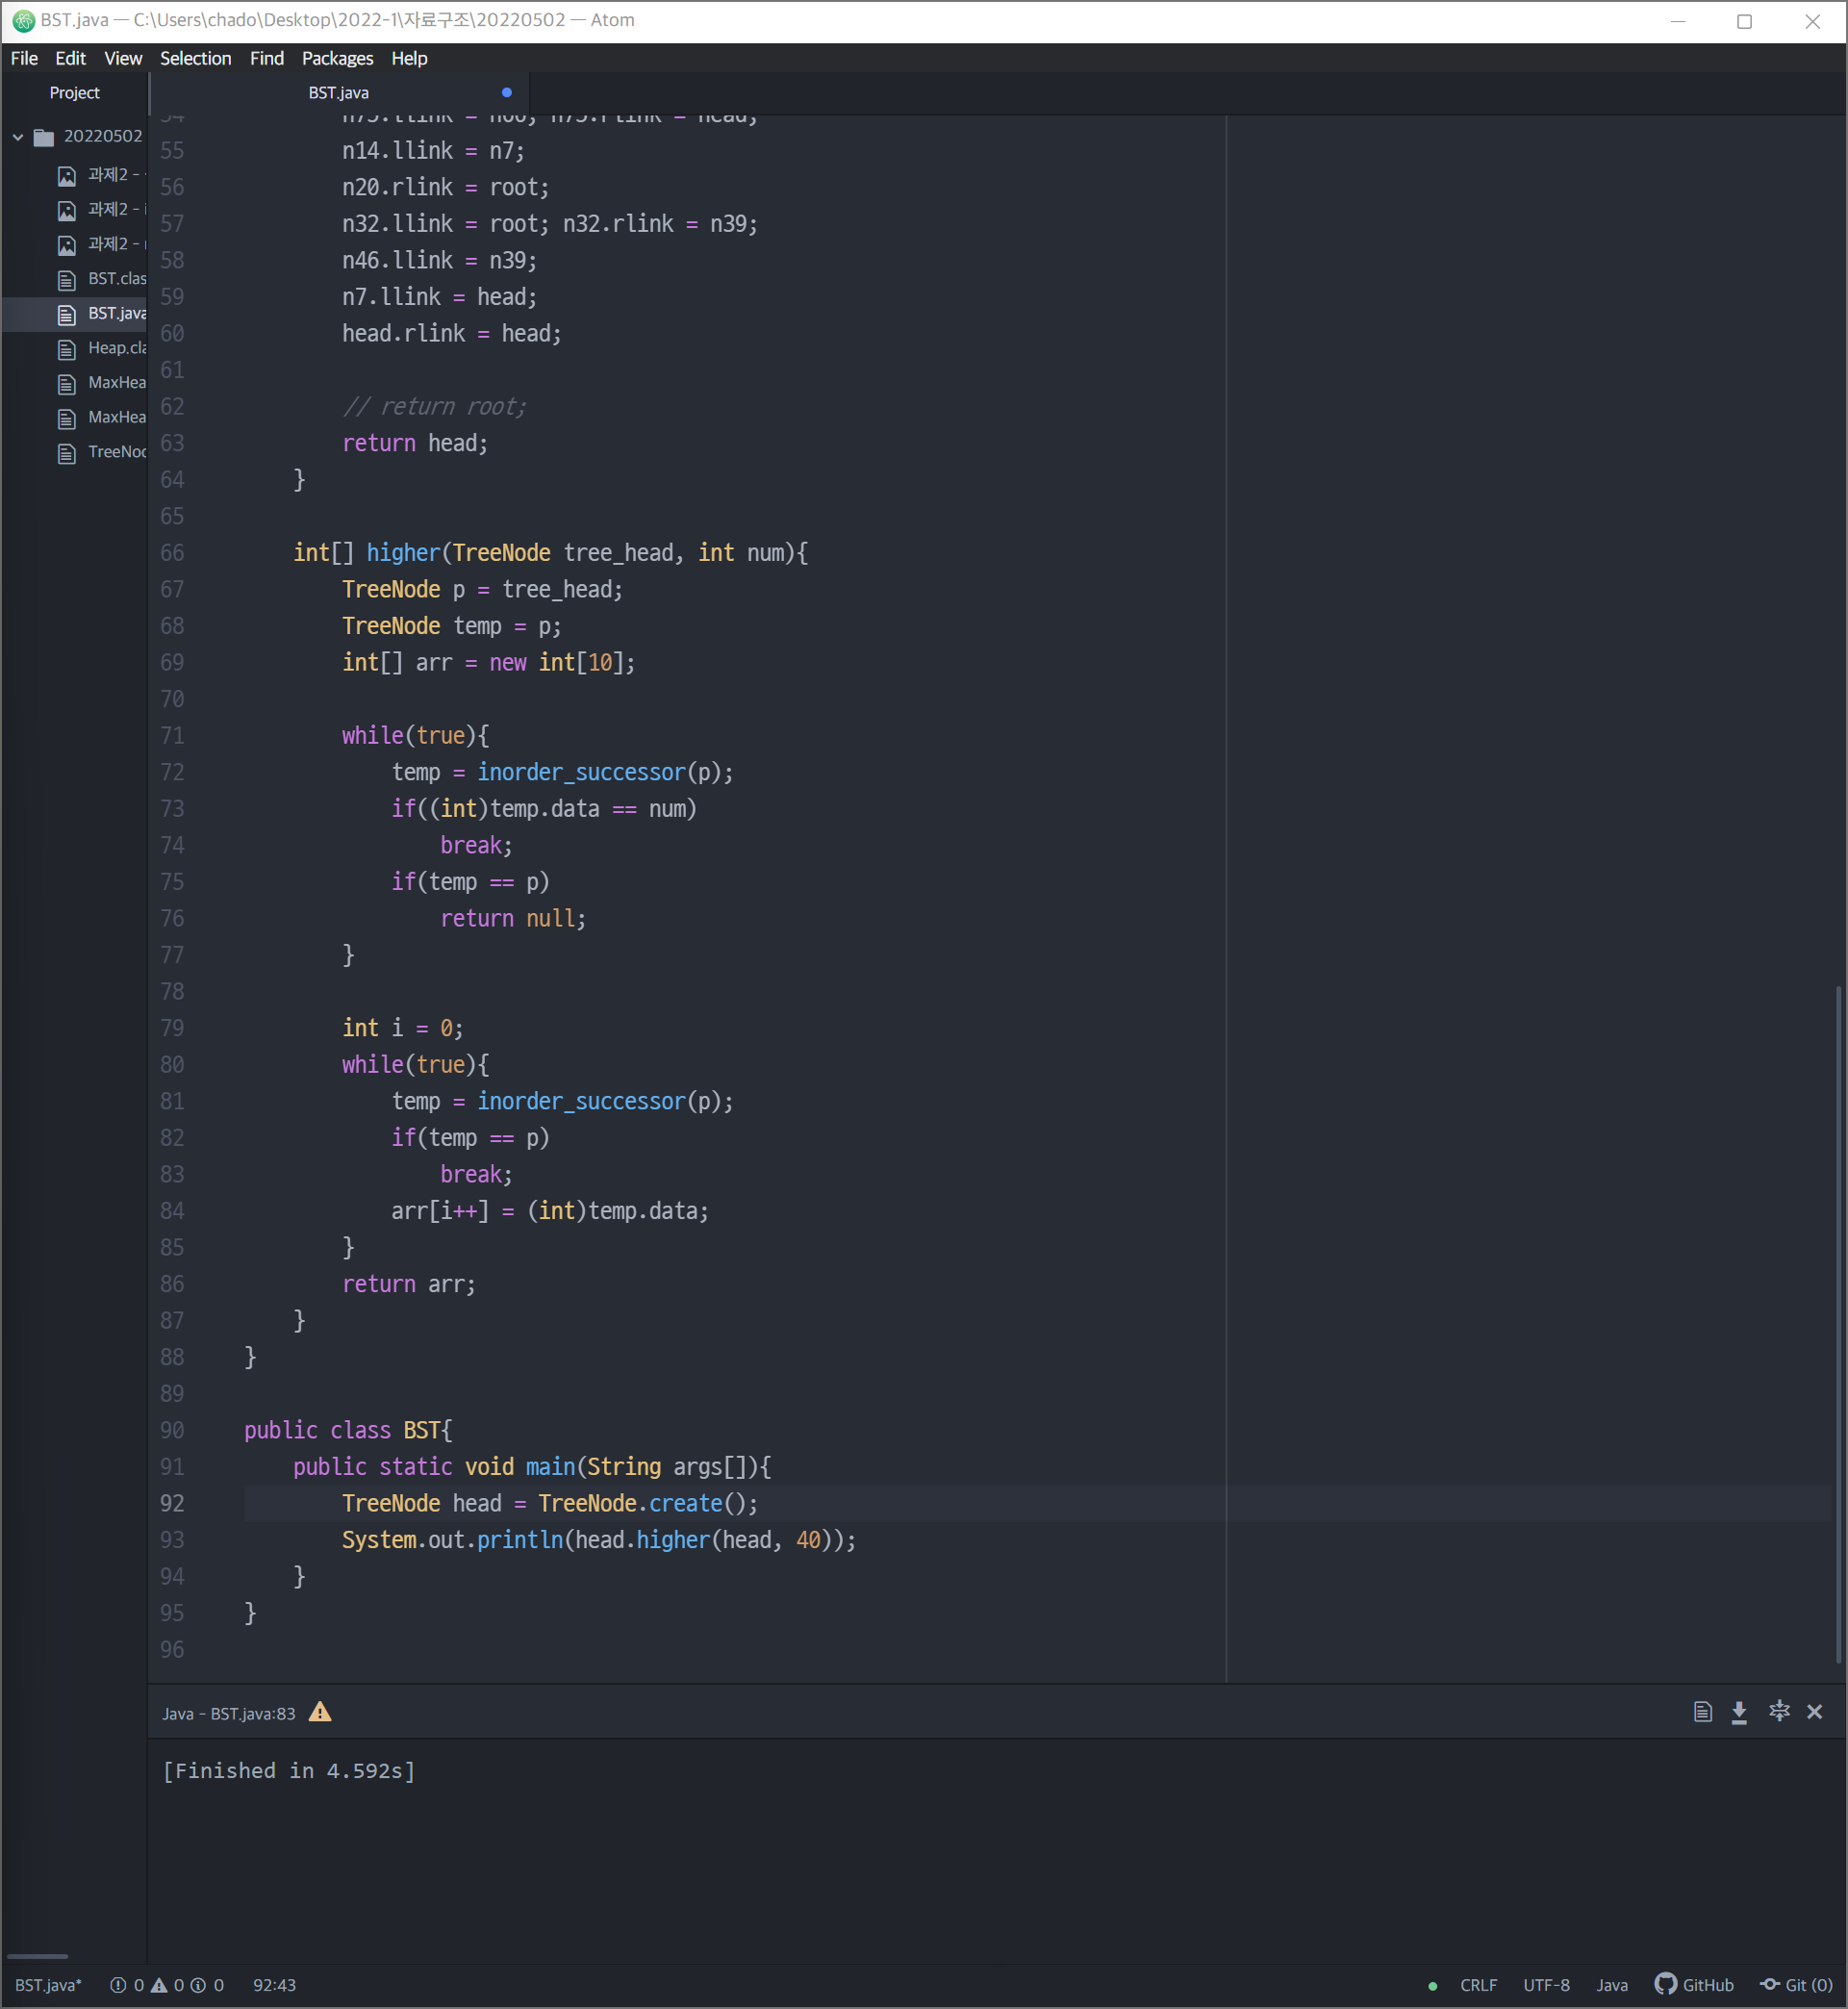 BST.java — C:\Users\chado\Desktop\2022-1\자료구조\20220502 — Atom
File Edit View Selection Find Packages Help
Project
BST.java
20220502
과제2 -
과제2 - i
과제2 - r
BST.clas
BST.java
Heap.cla
MaxHea
MaxHea
TreeNoc
54 n75.llink = n60; n75.rlink = head;
55 n14.llink = n7;
56 n20.rlink = root;
57 n32.llink = root; n32.rlink = n39;
58 n46.llink = n39;
59 n7.llink = head;
60 head.rlink = head;
61
62 // return root;
63 return head;
64 }
65
66 int[] higher(TreeNode tree_head, int num){
67 TreeNode p = tree_head;
68 TreeNode temp = p;
69 int[] arr = new int[10];
70
71 while(true){
72 temp = inorder_successor(p);
73 if((int)temp.data == num)
74 break;
75 if(temp == p)
76 return null;
77 }
78
79 int i = 0;
80 while(true){
81 temp = inorder_successor(p);
82 if(temp == p)
83 break;
84 arr[i++] = (int)temp.data;
85 }
86 return arr;
87 }
88 }
89
90 public class BST{
91 public static void main(String args[]){
92 TreeNode head = TreeNode.create();
93 System.out.println(head.higher(head, 40));
94 }
95 }
96
Java - BST.java:83
[Finished in 4.592s]
BST.java* 0 0 0 92:43 CRLF UTF-8 Java GitHub Git (0)